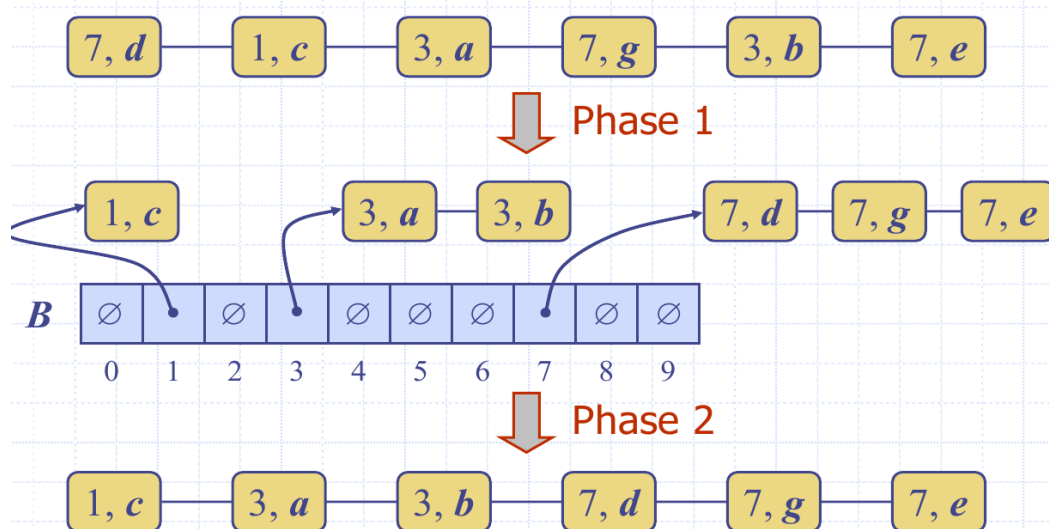 7, d 1, c 3, a 7, g 3, b 7, e
Phase 1
1, c 3, a 3, b 7, d 7, g 7, e
B ∅ ∅ ∅ ∅ ∅ ∅ ∅
0 1 2 3 4 5 6 7 8 9
Phase 2
1, c 3, a 3, b 7, d 7, g 7, e